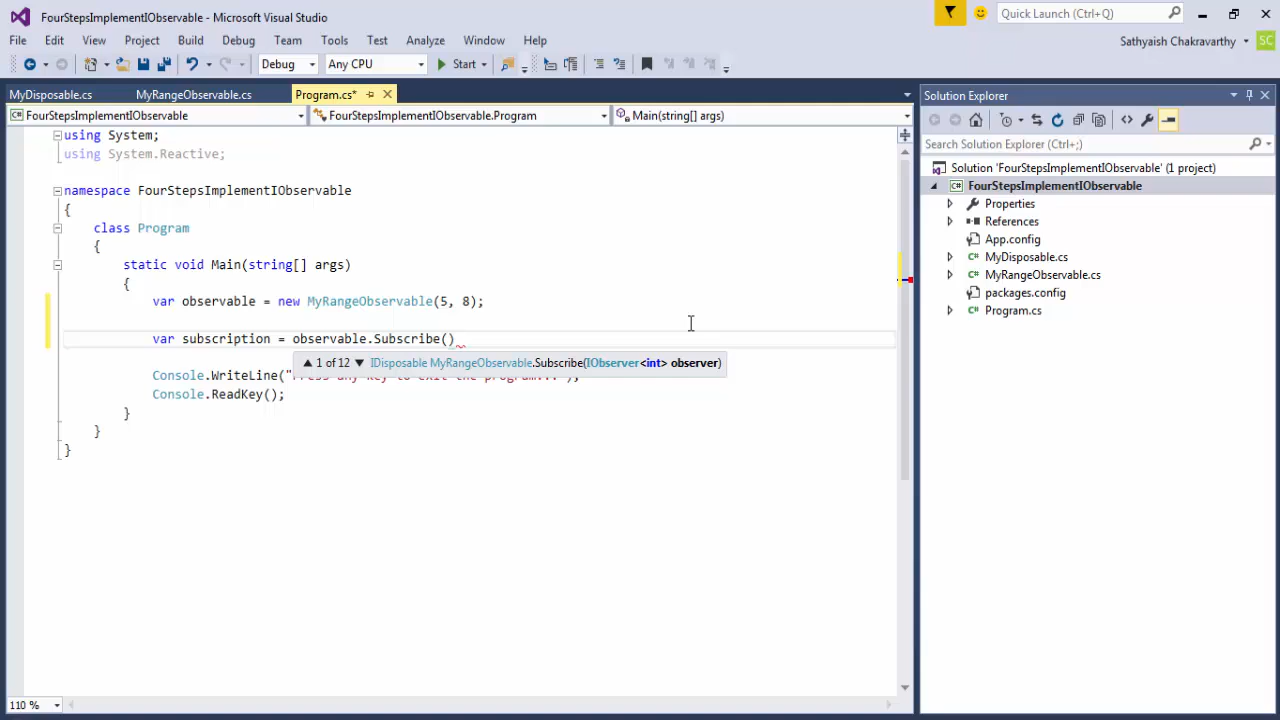 FourStepsImplementIObservable - Microsoft Visual Studio
Quick Launch (Ctrl+Q)
File Edit View Project Build Debug Team Tools Test Analyze Window Help
Sathyaish Chakravarthy SC
Debug Any CPU Start
MyDisposable.cs MyRangeObservable.cs Program.cs*
FourStepsImplementIObservable FourStepsImplementIObservable.Program Main(string[] args)
using System;
using System.Reactive;
namespace FourStepsImplementIObservable
{
class Program
{
static void Main(string[] args)
{
var observable = new MyRangeObservable(5, 8);
var subscription = observable.Subscribe()
1 of 12 IDisposable MyRangeObservable.Subscribe(IObserver<int> observer)
Console.WriteLine("Press any key to exit the program...");
Console.ReadKey();
}
}
}
110 %
Solution Explorer
Search Solution Explorer (Ctrl+;)
Solution 'FourStepsImplementIObservable' (1 project)
FourStepsImplementIObservable
Properties
References
App.config
MyDisposable.cs
MyRangeObservable.cs
packages.config
Program.cs